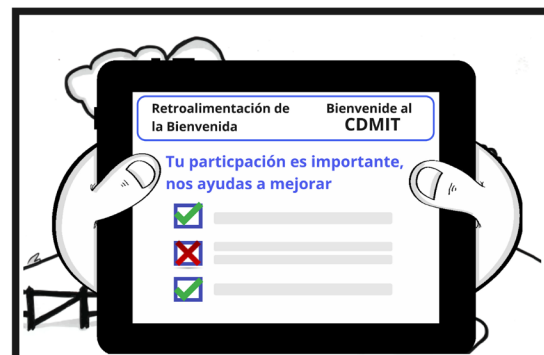 Retroalimentación de
la Bienvenida
Bienvenide al
CDMIT
Tu particpación es importante,
nos ayudas a mejorar